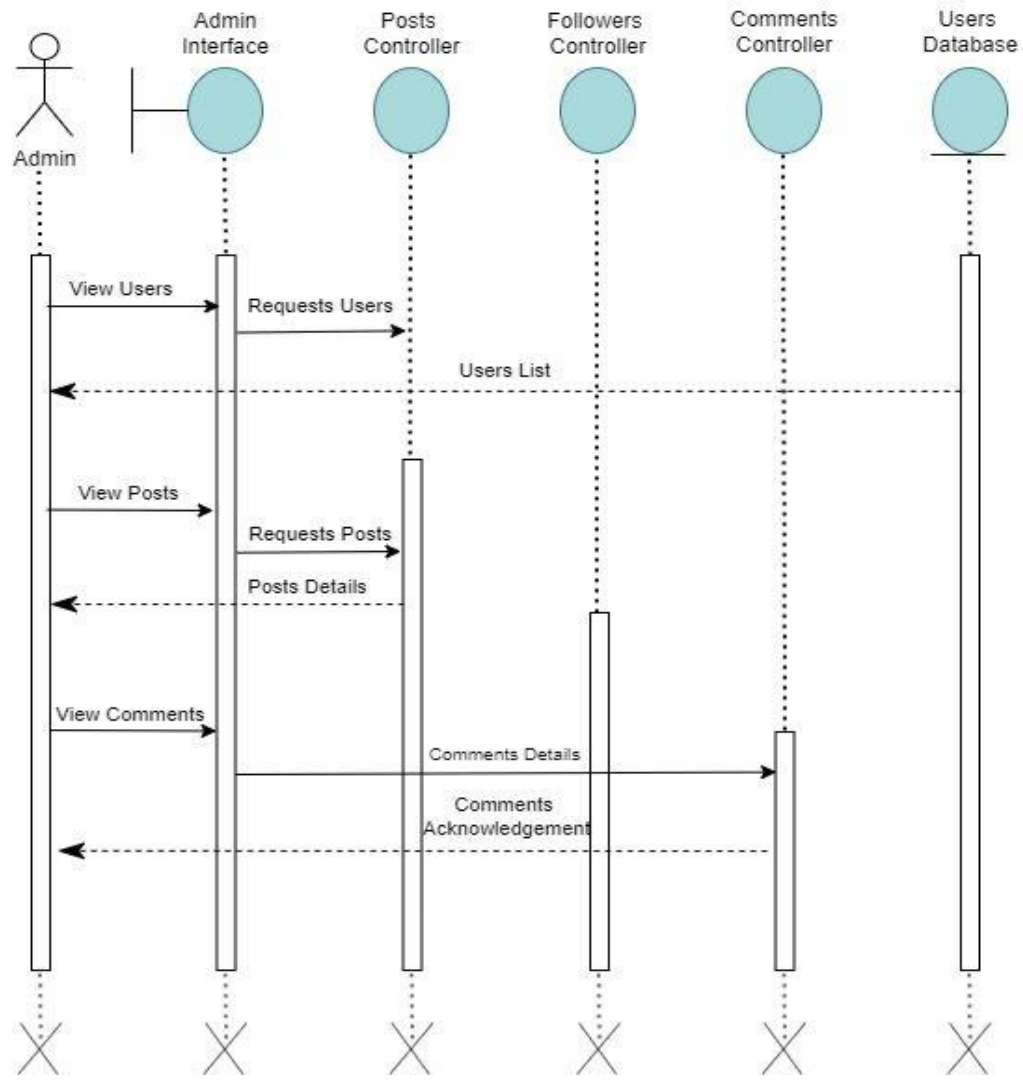 Admin
Interface
Posts
Controller
Followers
Controller
Comments
Controller
Users
Database
Admin
View Users
Requests Users
Users List
View Posts
Requests Posts
Posts Details
View Comments
Comments Details
Comments
Acknowledgement